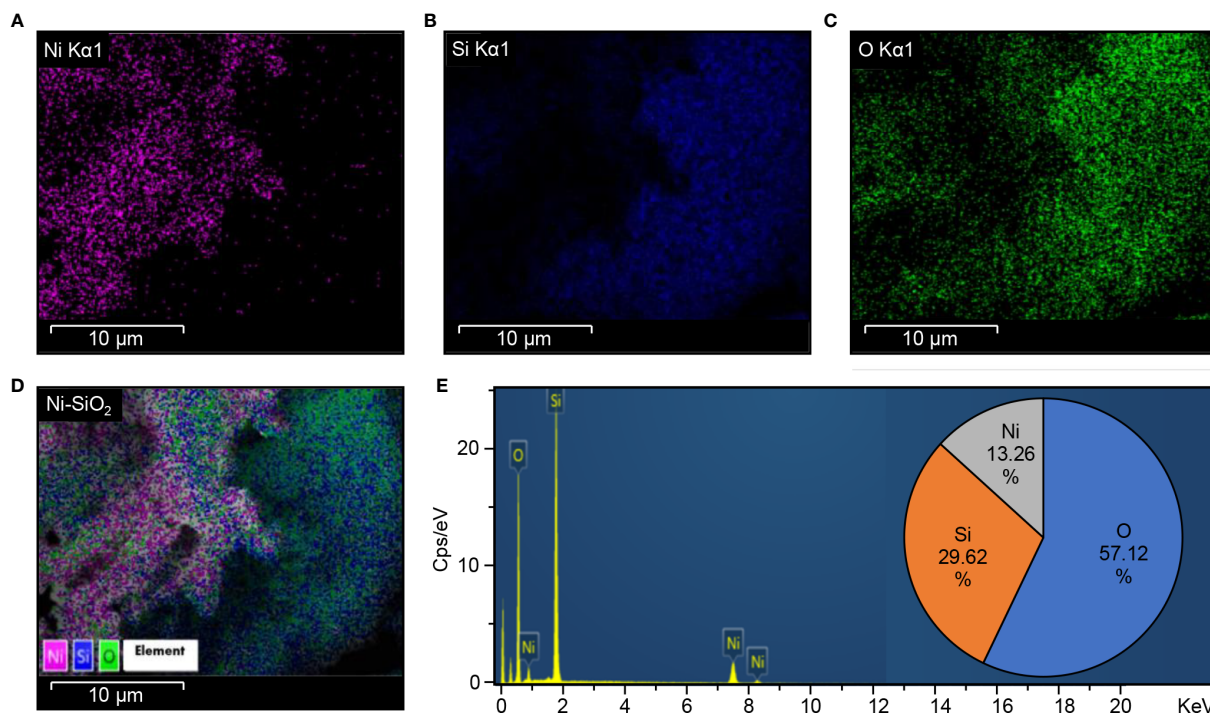 A
Ni Kα1
10 µm
B
Si Kα1
10 µm
C
O Kα1
10 µm
D
Ni-SiO₂
Ni Si O Element
10 µm
E
Cps/eV
20
10
0
O
Si
Ni
Ni
Ni
0 2 4 6 8 10 12 14 16 18 20 KeV
Ni
13.26
%
Si
29.62
%
O
57.12
%